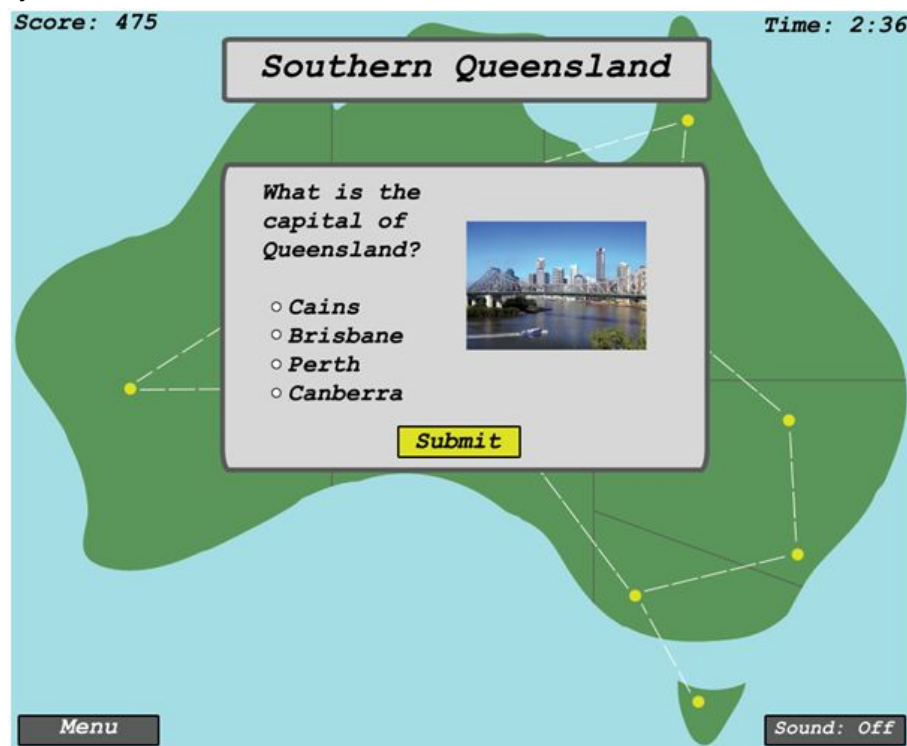 Score: 475
Time: 2:36
Southern Queensland
What is the
capital of
Queensland?
Cains
Brisbane
Perth
Canberra
Submit
Menu
Sound: Off